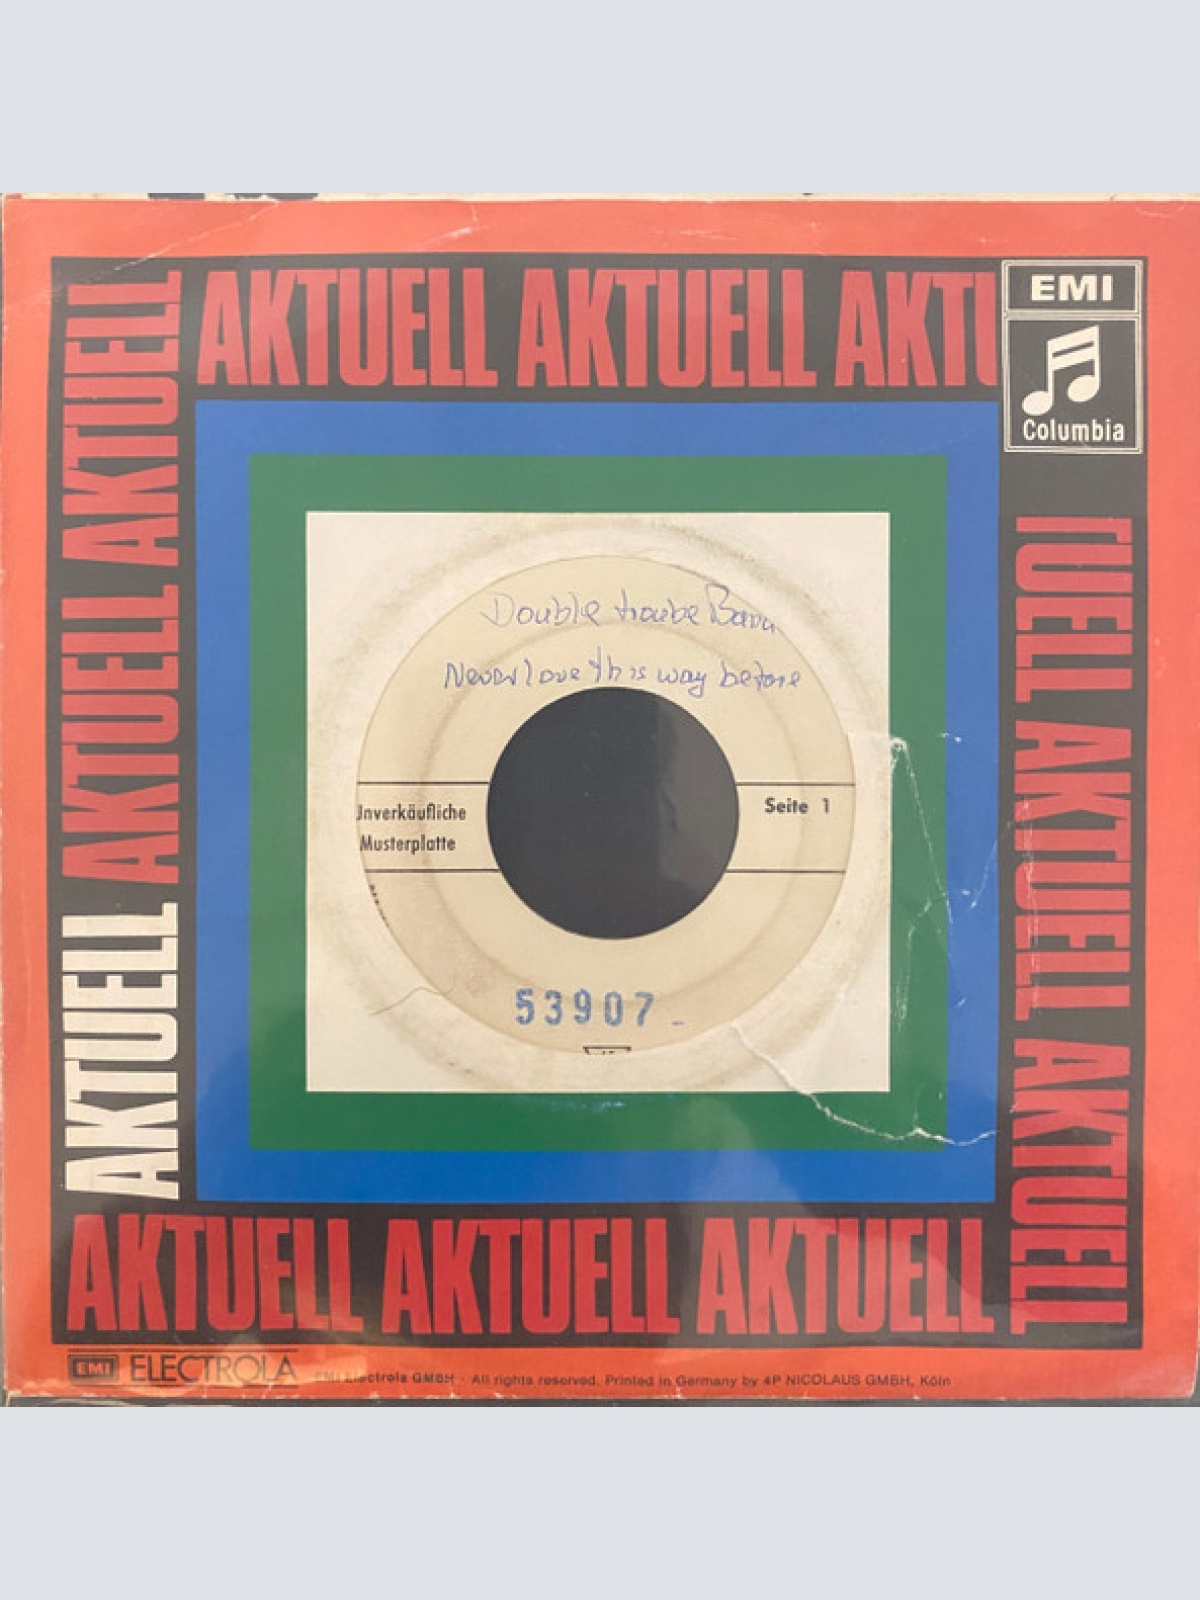 AKTUELL AKTUELL AKTU
EMI
Columbia
AKTUELL AKTUELL AKTUELL AKTUELL
TUELL AKTUELL AKTUELL
Double trouble Band
Never love this way before
Unverkäufliche
Musterplatte
Seite 1
53907
AKTUELL AKTUELL AKTUELL
EMI ELECTROLA EMI Electrola GMBH · All rights reserved. Printed in Germany by 4P NICOLAUS GMBH, Köln